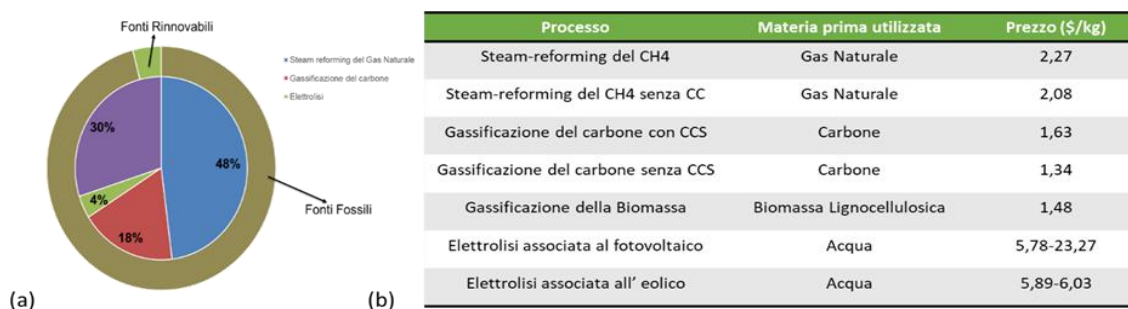 Fonti Rinnovabili
Steam reforming del Gas Naturale
Gassificazione del carbone
Elettrolisi
30%
48%
4%
18%
Fonti Fossili
(a)
(b)
Processo Materia prima utilizzata Prezzo ($/kg)
Steam-reforming del CH4 Gas Naturale 2,27
Steam-reforming del CH4 senza CC Gas Naturale 2,08
Gassificazione del carbone con CCS Carbone 1,63
Gassificazione del carbone senza CCS Carbone 1,34
Gassificazione della Biomassa Biomassa Lignocellulosica 1,48
Elettrolisi associata al fotovoltaico Acqua 5,78-23,27
Elettrolisi associata all' eolico Acqua 5,89-6,03